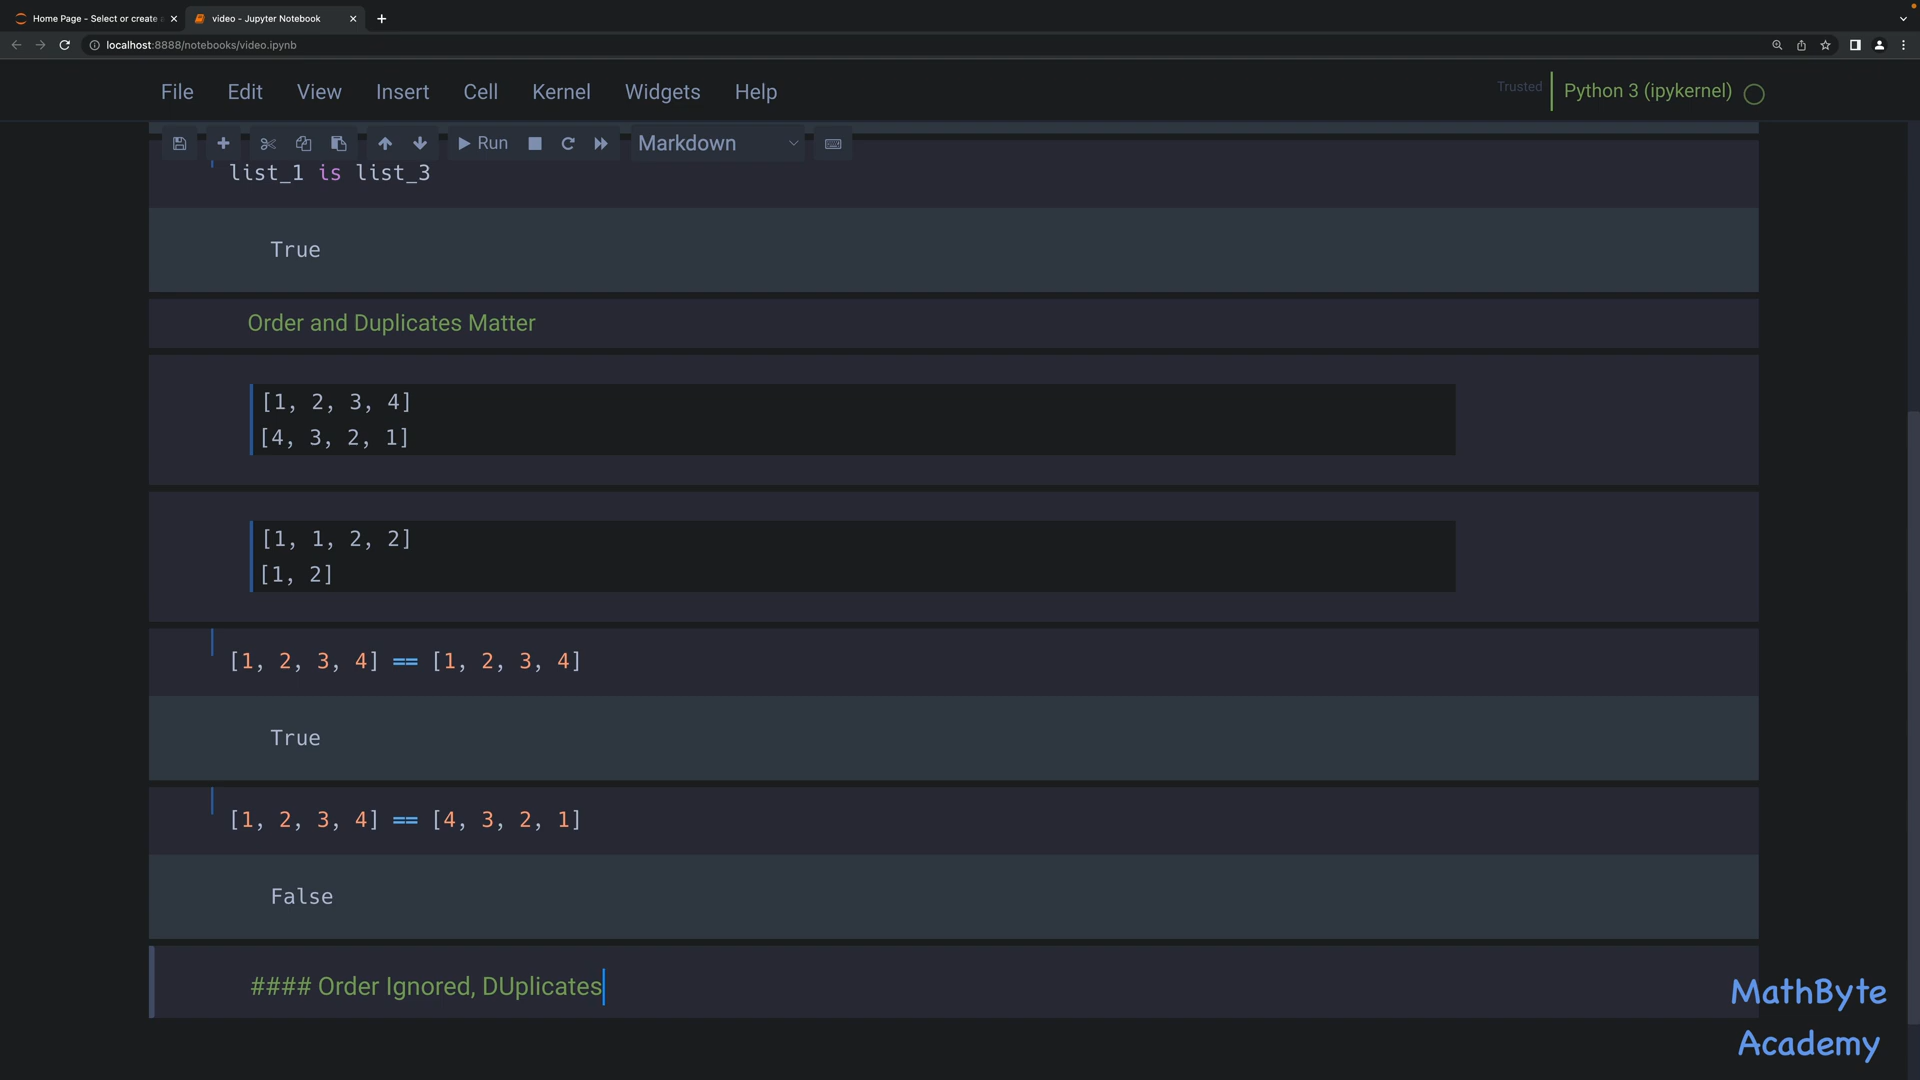 Home Page - Select or create a
video - Jupyter Notebook
localhost:8888/notebooks/video.ipynb
File Edit View Insert Cell Kernel Widgets Help
Trusted Python 3 (ipykernel)
Run Markdown
list_1 is list_3
True
Order and Duplicates Matter
[1, 2, 3, 4]
[4, 3, 2, 1]
[1, 1, 2, 2]
[1, 2]
[1, 2, 3, 4] == [1, 2, 3, 4]
True
[1, 2, 3, 4] == [4, 3, 2, 1]
False
#### Order Ignored, DUplicates
MathByte
Academy